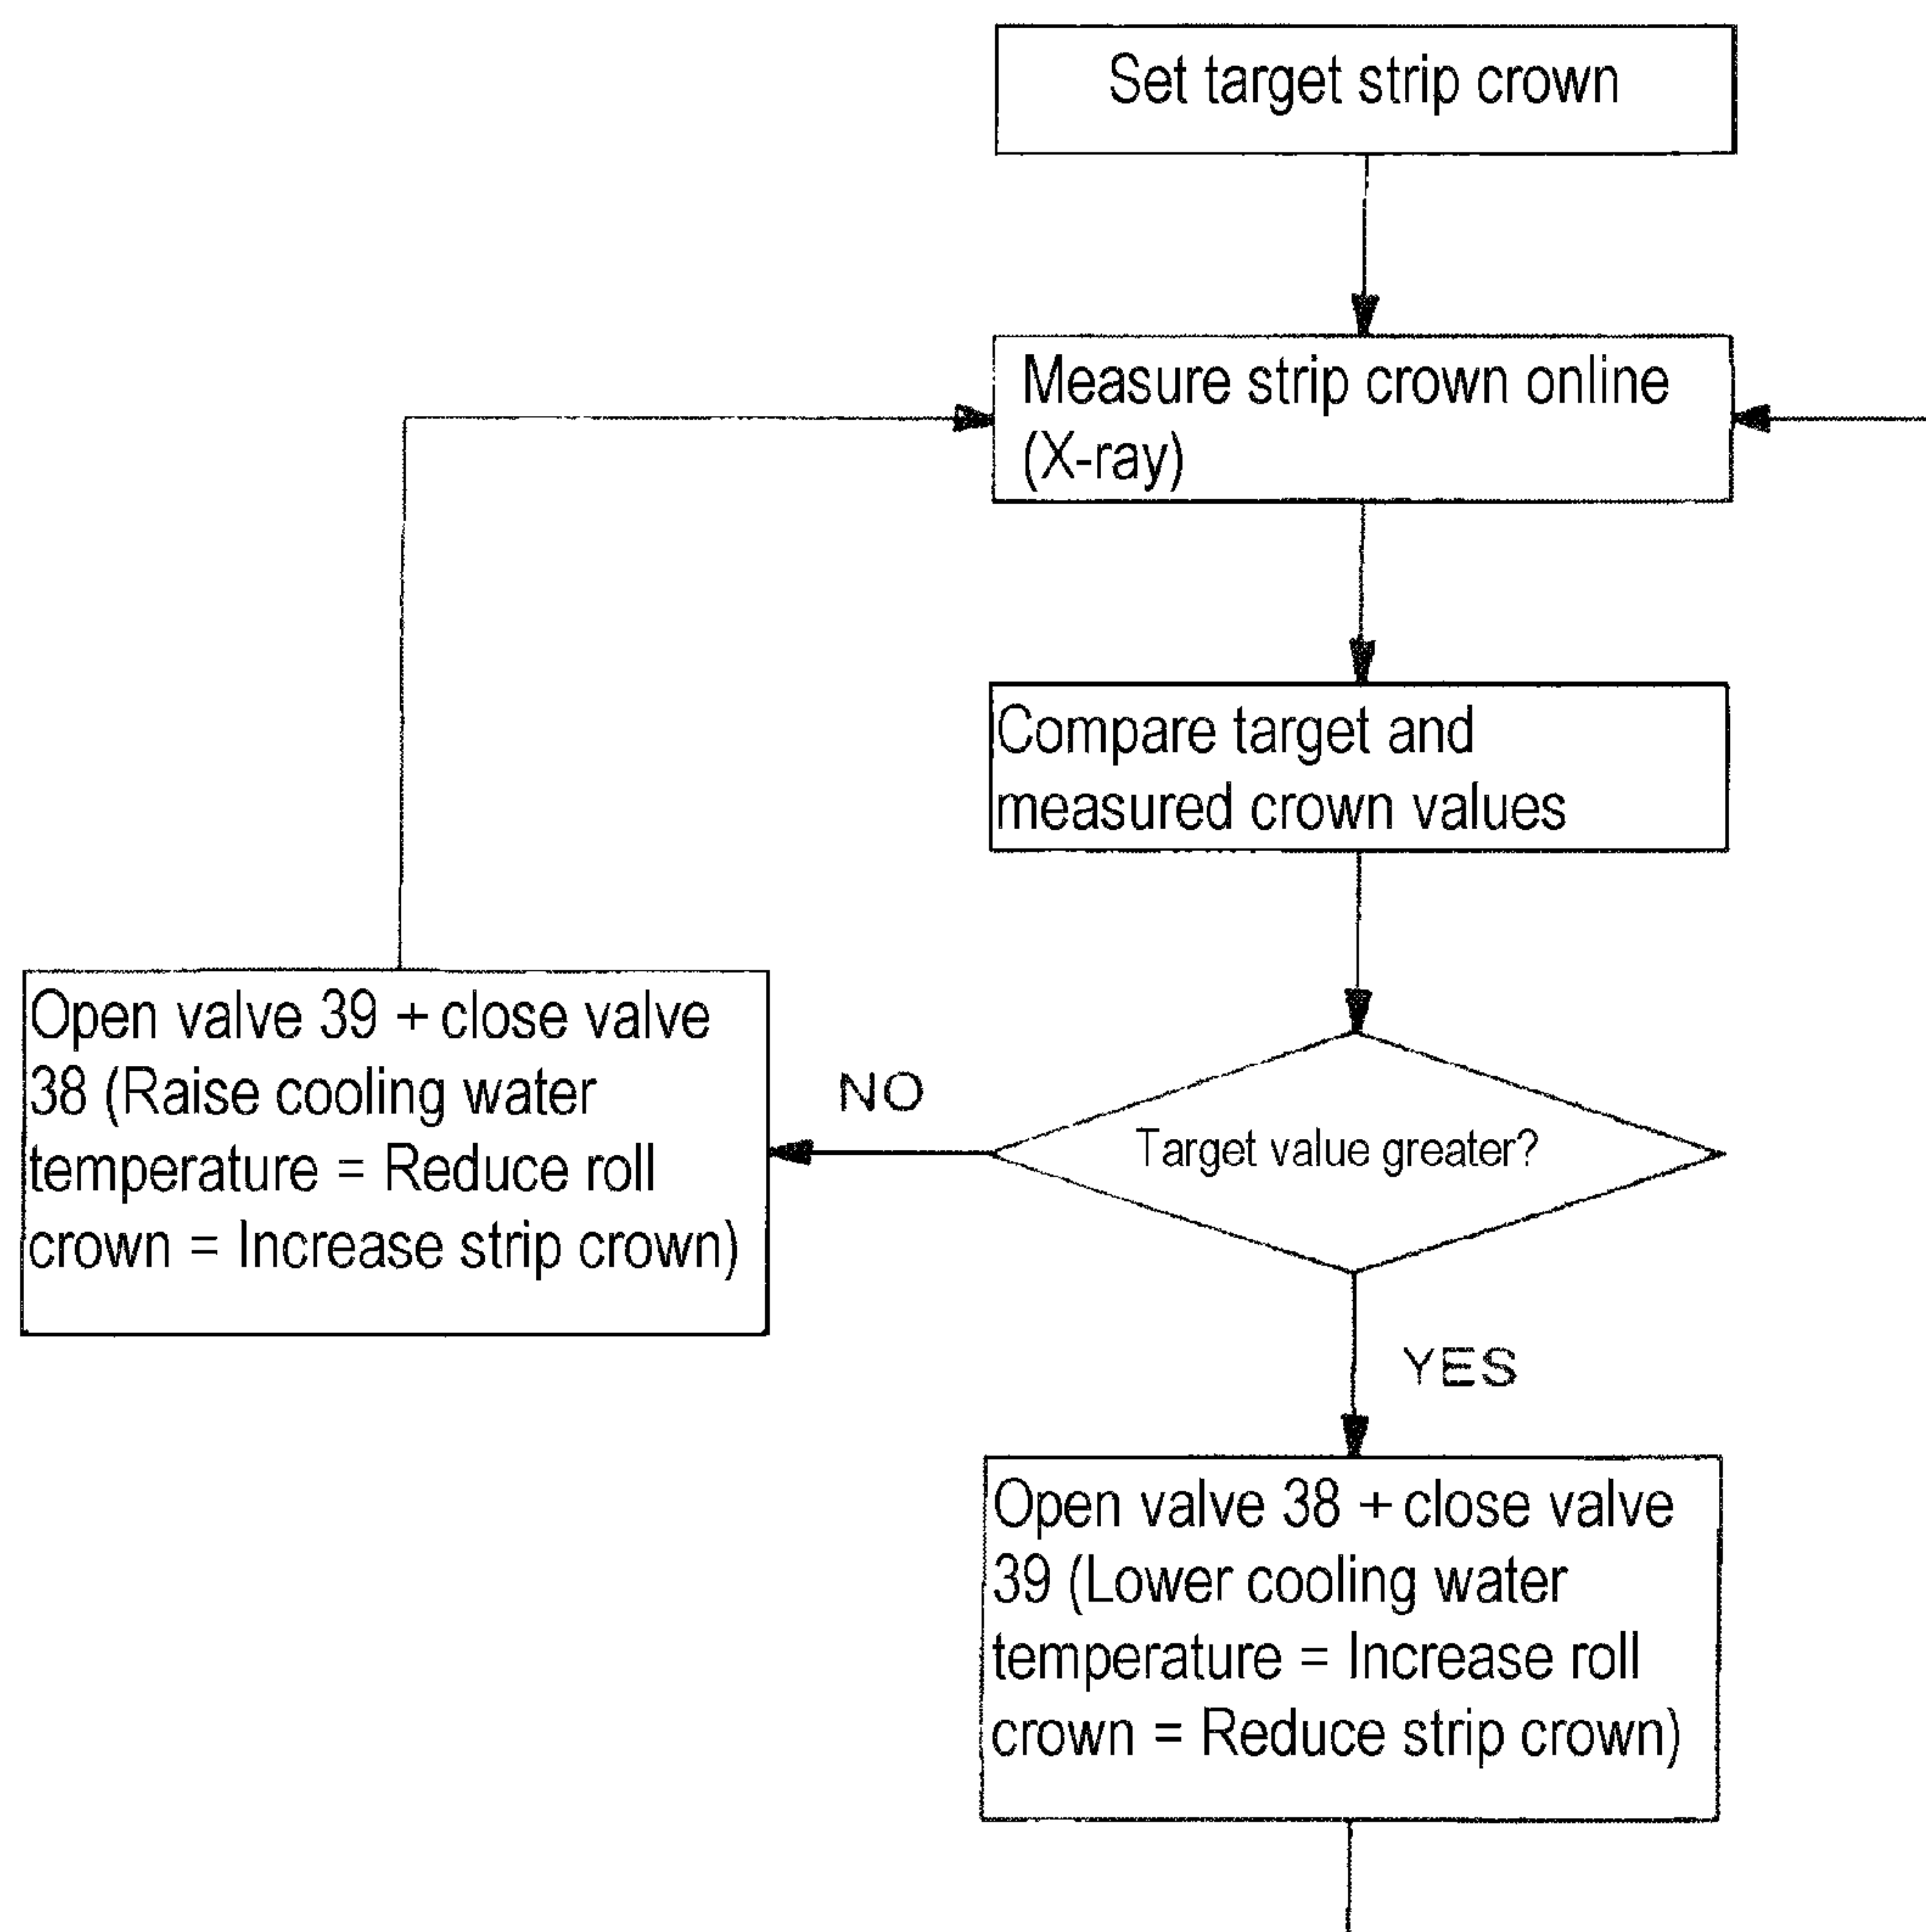 Set target strip crown
Measure strip crown online
(X-ray)
Compare target and
measured crown values
Open valve 39 + close valve
38 (Raise cooling water
temperature = Reduce roll
crown = Increase strip crown)
NO
Target value greater?
YES
Open valve 38 + close valve
39 (Lower cooling water
temperature = Increase roll
crown = Reduce strip crown)